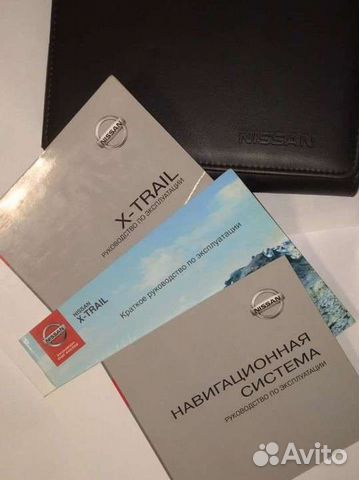 NISSAN
NISSAN
X-TRAIL
РУКОВОДСТВО ПО ЭКСПЛУАТАЦИИ
NISSAN
X-TRAIL
Краткое руководство по эксплуатации
NISSAN
NISSAN
НАВИГАЦИОННАЯ
СИСТЕМА
РУКОВОДСТВО ПО ЭКСПЛУАТАЦИИ
Avito